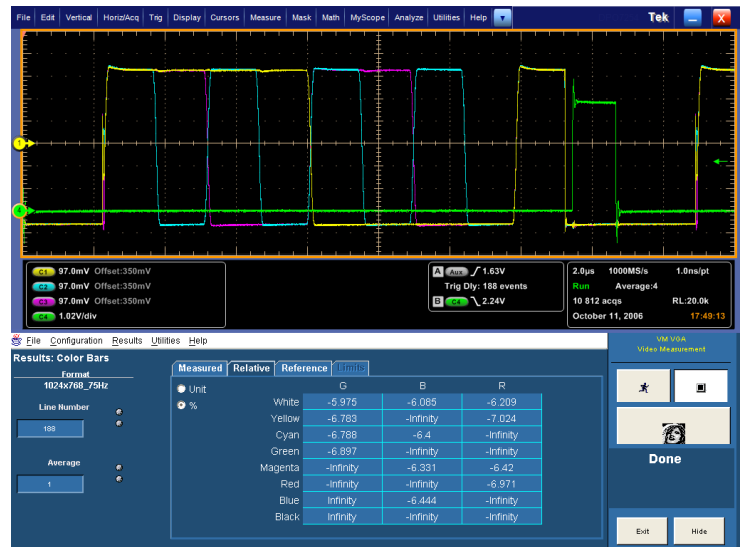 File Edit Vertical Horiz/Acq Trig Display Cursors Measure Mask Math MyScope Analyze Utilities Help Tek X
1
4
C1 97.0mV Offset:350mV
C2 97.0mV Offset:350mV
C3 97.0mV Offset:350mV
C4 1.02V/div
A Aux 1.63V
Trig Dly: 188 events
B C4 2.24V
2.0µs 1000MS/s 1.0ns/pt
Run Average:4
10 812 acqs RL:20.0k
October 11, 2006 17:49:13
File Configuration Results Utilities Help
VM VGA
Video Measurement
Results: Color Bars
Format
1024x768_75Hz
Line Number
188
Average
1
Measured Relative Reference Limits
Unit
%
G B R
White -5.975 -6.085 -6.209
Yellow -6.783 -Infinity -7.024
Cyan -6.788 -6.4 -Infinity
Green -6.897 -Infinity -Infinity
Magenta -Infinity -6.331 -6.42
Red -Infinity -Infinity -6.971
Blue Infinity -6.444 -Infinity
Black Infinity -Infinity -Infinity
Done
Exit Hide